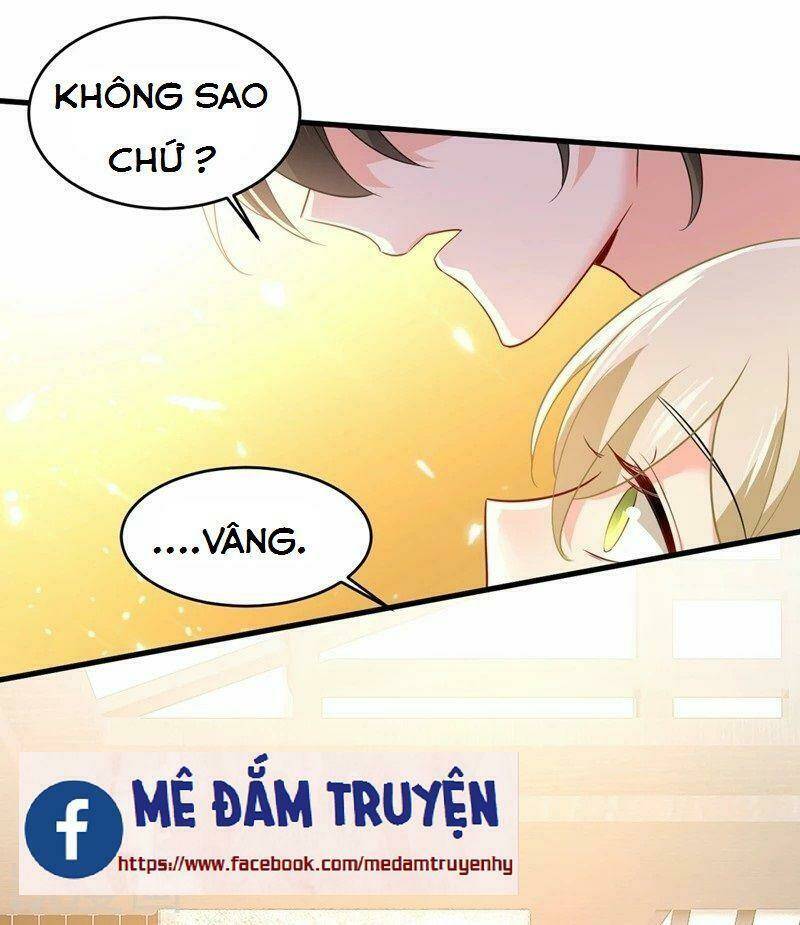 KHÔNG SAO
CHỨ ?
....VÂNG.
f
MÊ ĐẮM TRUYỆN
https:/www.facebook.com/medamtruyenhy